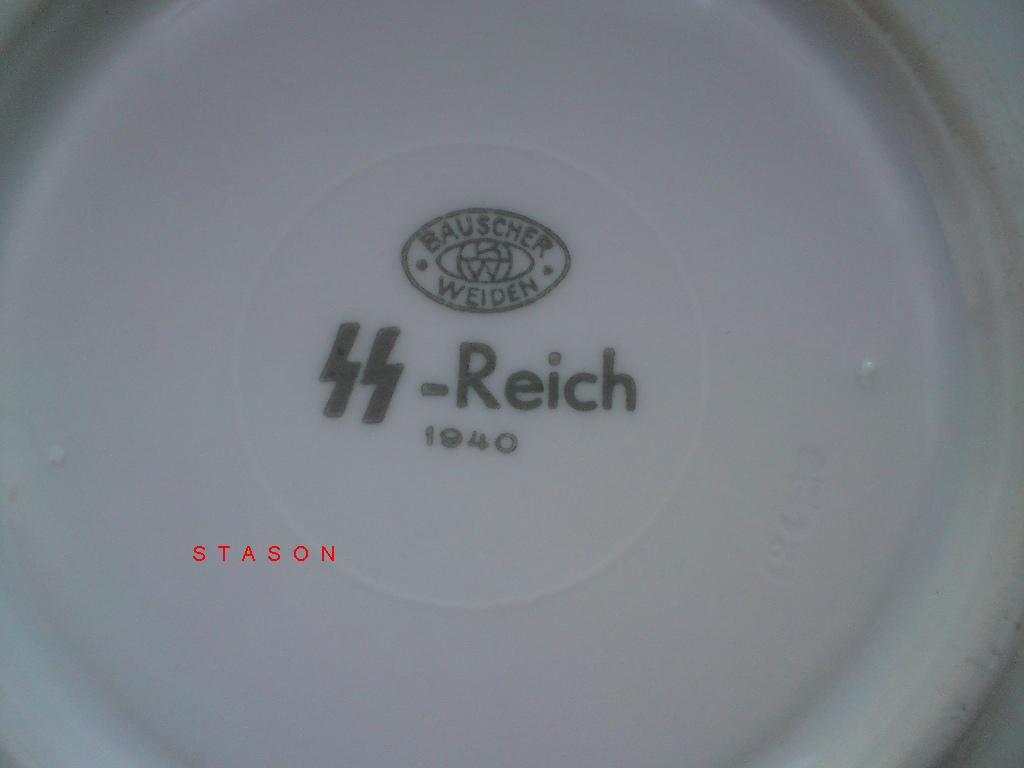 BAUSCHER
WEIDEN
SS-Reich
1940
STASON